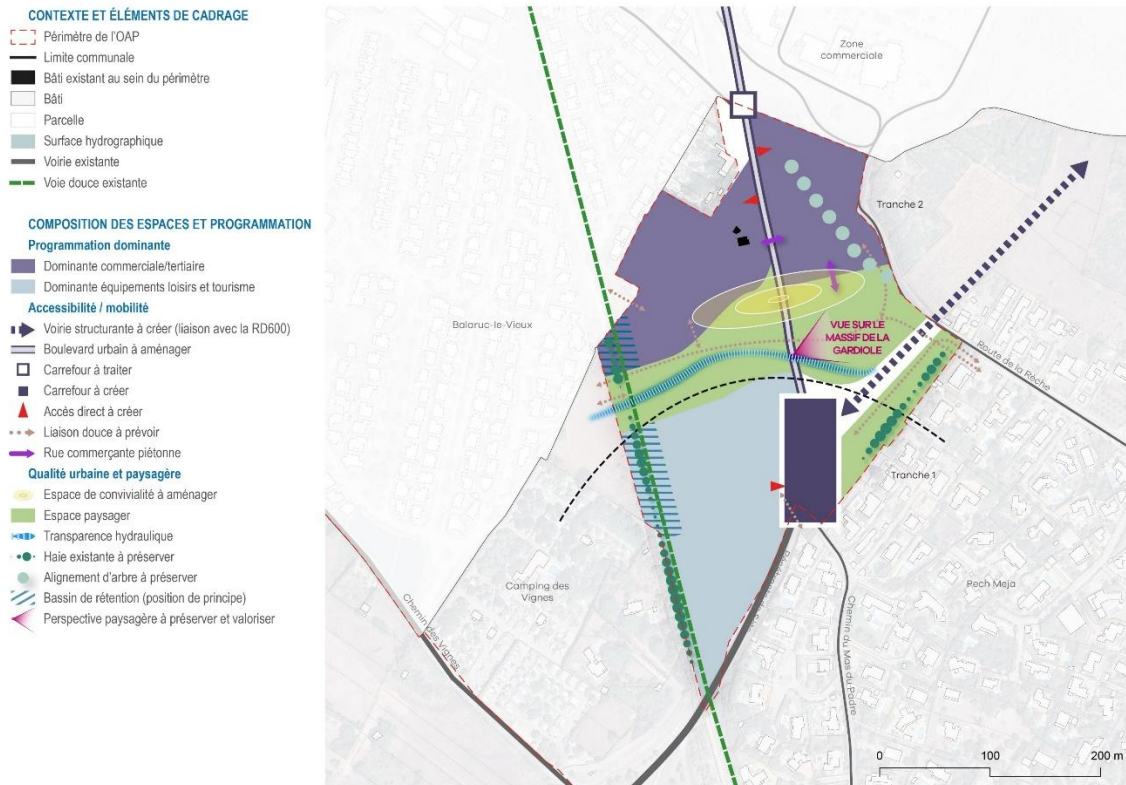 CONTEXTE ET ÉLÉMENTS DE CADRAGE
Périmètre de l'OAP
Limite communale
Bâti existant au sein du périmètre
Bâti
Parcelle
Surface hydrographique
Voirie existante
Voie douce existante
COMPOSITION DES ESPACES ET PROGRAMMATION
Programmation dominante
Dominante commerciale/tertiaire
Dominante équipements loisirs et tourisme
Accessibilité / mobilité
Voirie structurante à créer (liaison avec la RD600)
Boulevard urbain à aménager
Carrefour à traiter
Carrefour à créer
Accès direct à créer
Liaison douce à prévoir
Rue commerçante piétonne
Qualité urbaine et paysagère
Espace de convivialité à aménager
Espace paysager
Transparence hydraulique
Haie existante à préserver
Alignement d'arbre à préserver
Bassin de rétention (position de principe)
Perspective paysagère à préserver et valoriser
Zone
commerciale
Tranche 2
Balaruc-le-Vieux
VUE SUR LE
MASSIF DE LA
GARDIOLE
Route de la Rèche
Tranche 1
Camping des
Vignes
Pech Meja
Chemin des Vignes
Chemin du Mas du Padre
0 100 200 m